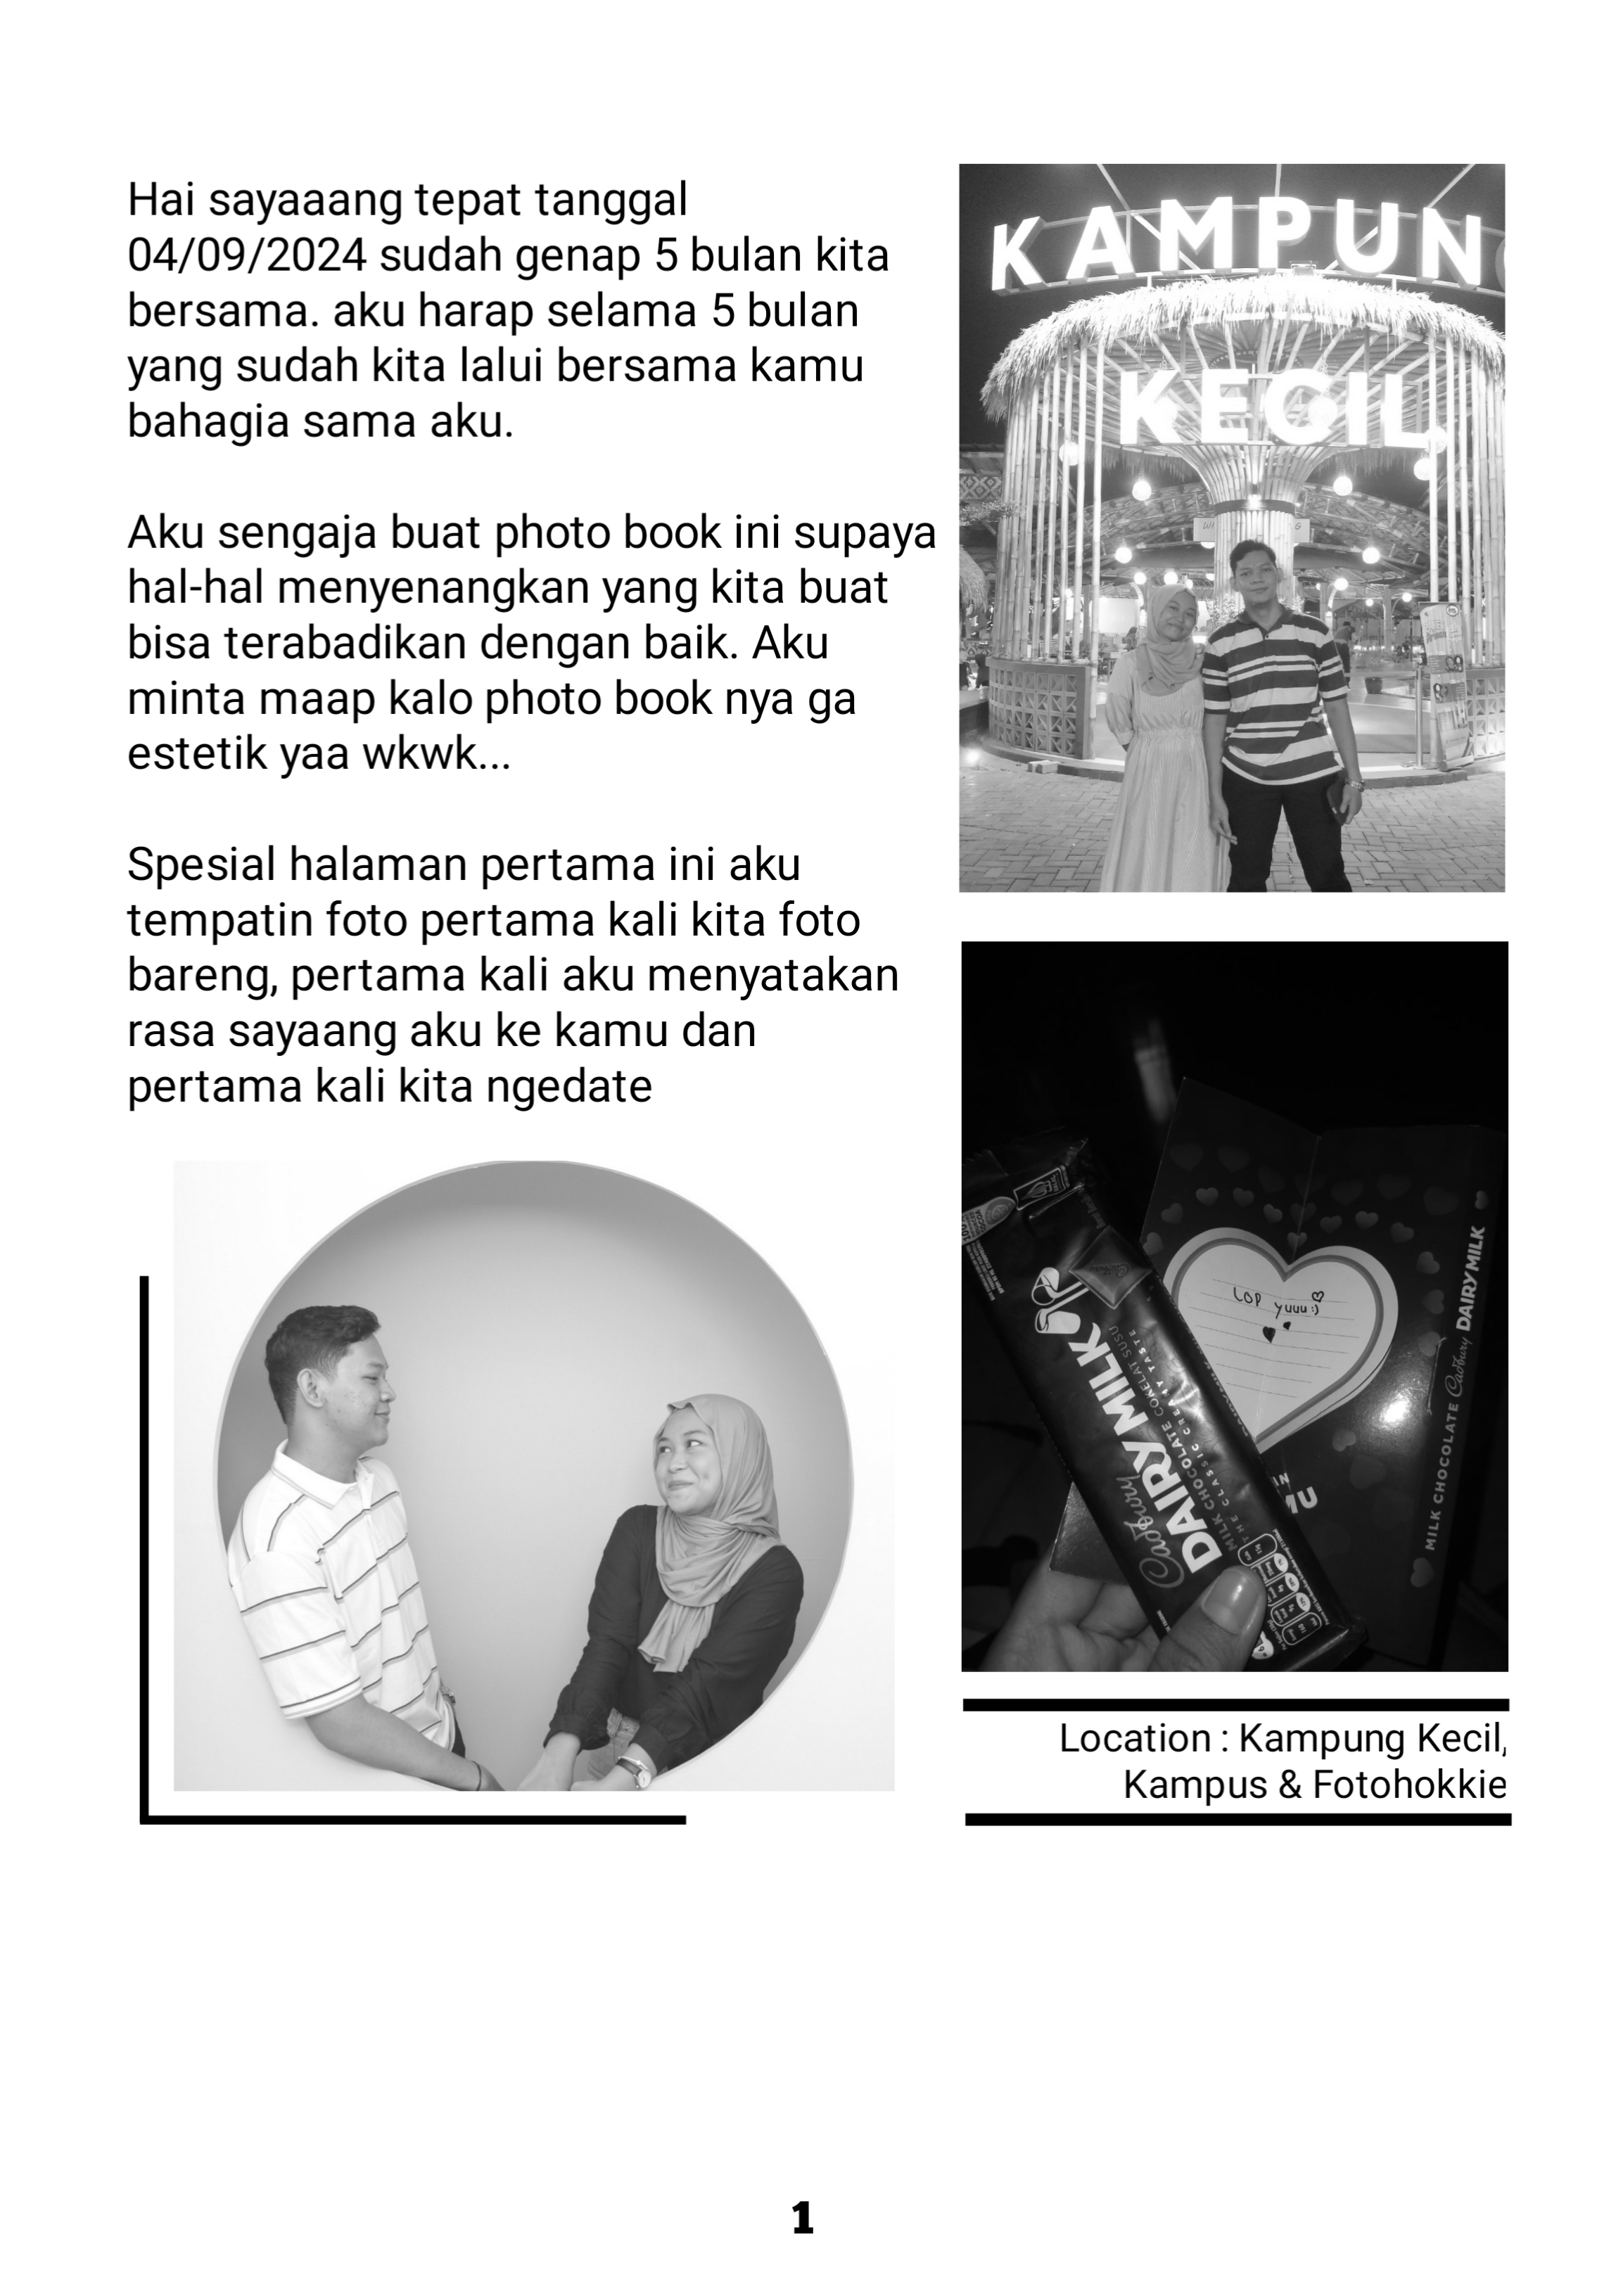 Hai sayaaang tepat tanggal
04/09/2024 sudah genap 5 bulan kita
bersama. aku harap selama 5 bulan
yang sudah kita lalui bersama kamu
bahagia sama aku.
Aku sengaja buat photo book ini supaya
hal-hal menyenangkan yang kita buat
bisa terabadikan dengan baik. Aku
minta maap kalo photo book nya ga
estetik yaa wkwk...
Spesial halaman pertama ini aku
tempatin foto pertama kali kita foto
bareng, pertama kali aku menyatakan
rasa sayaang aku ke kamu dan
pertama kali kita ngedate
KAMPUN
KECIL
LOP yuuu :)
Cadbury
DAIRY MILK
MILK CHOCOLATE COKELAT SUSU
THE CLASSIC CREAMY TASTE
MILK CHOCOLATE Cadbury DAIRY MILK
Location : Kampung Kecil,
Kampus & Fotohokkie
1